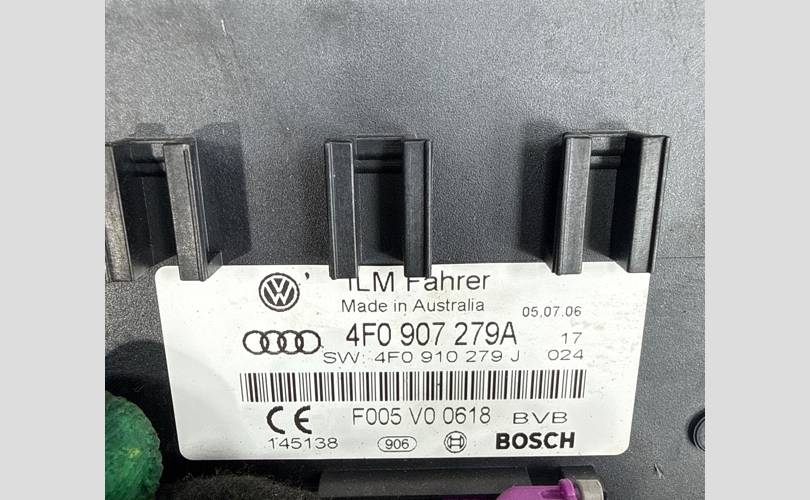 ILM Fahrer
Made in Australia
05.07.06
4F0 907 279A 17
SW: 4F0 910 279 J 024
CE F005 V0 0618 BVB
145138 906 BOSCH